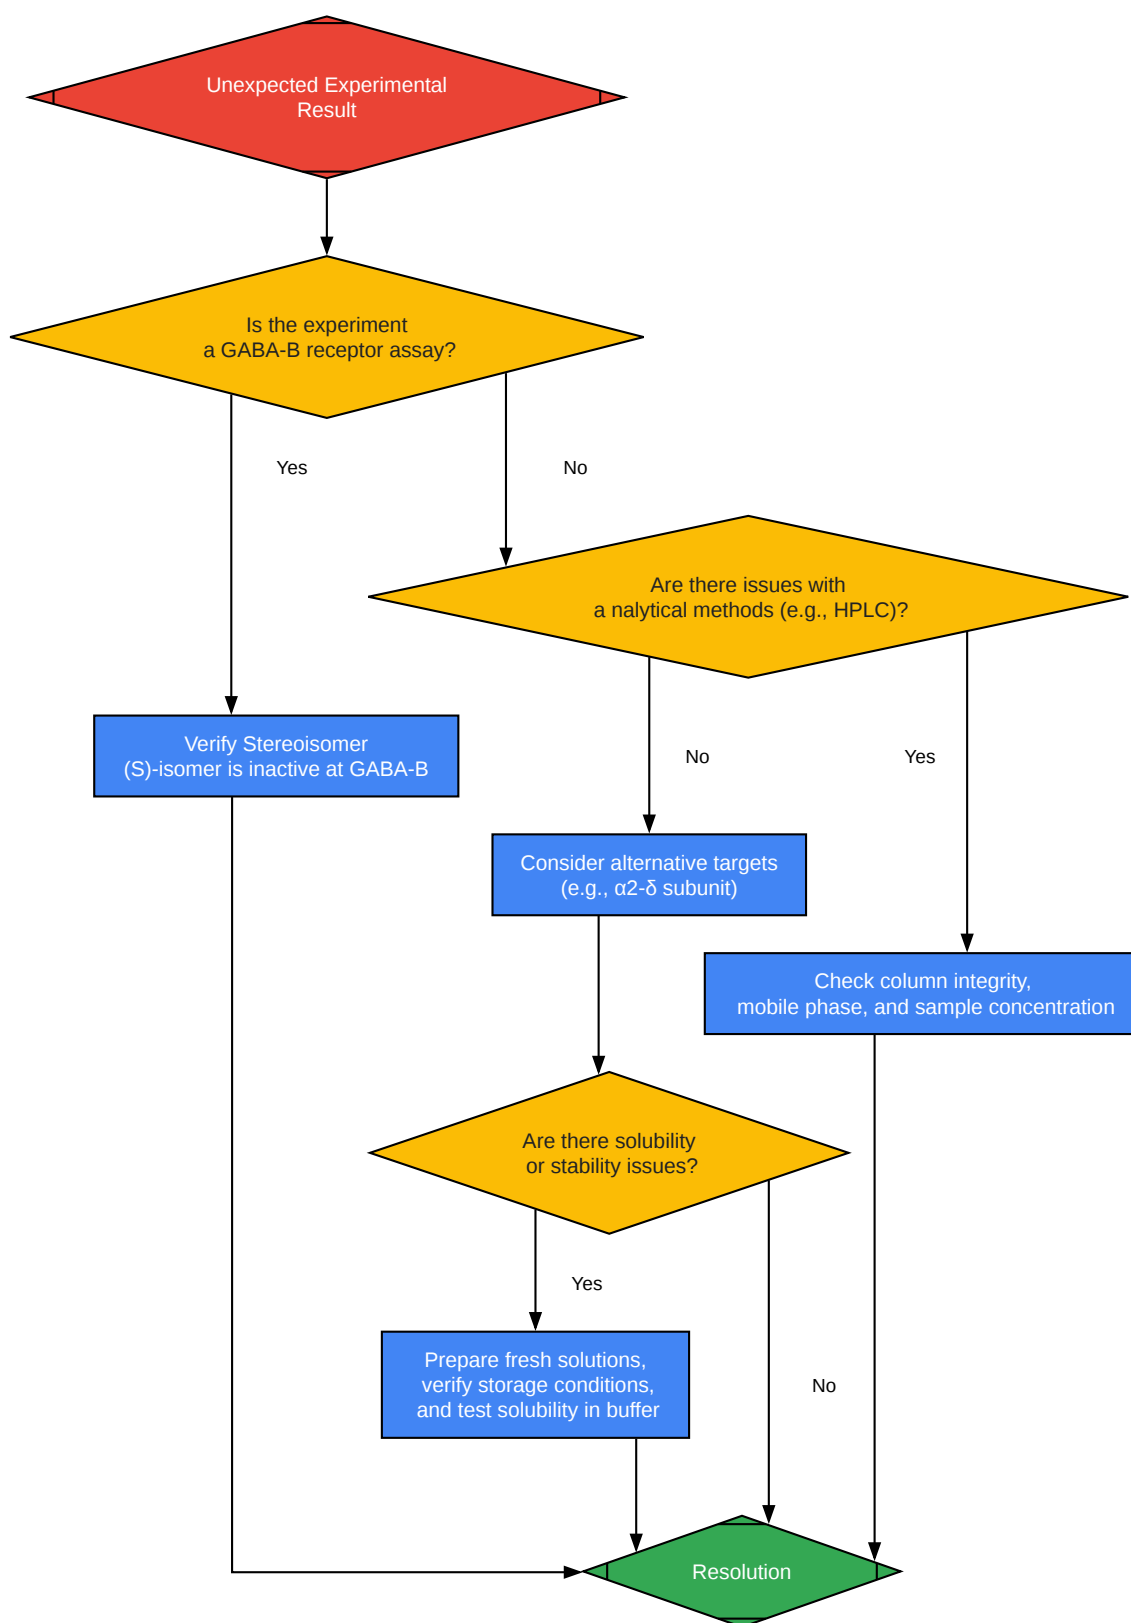 Unexpected Experimental
Result
Is the experiment
a GABA-B receptor assay?
Yes
No
Are there issues with
a nalytical methods (e.g., HPLC)?
Verify Stereoisomer
(S)-isomer is inactive at GABA-B
No
Yes
Consider alternative targets
(e.g., α2-δ subunit)
Check column integrity,
mobile phase, and sample concentration
Are there solubility
or stability issues?
Yes
Prepare fresh solutions,
verify storage conditions,
and test solubility in buffer
No
Resolution